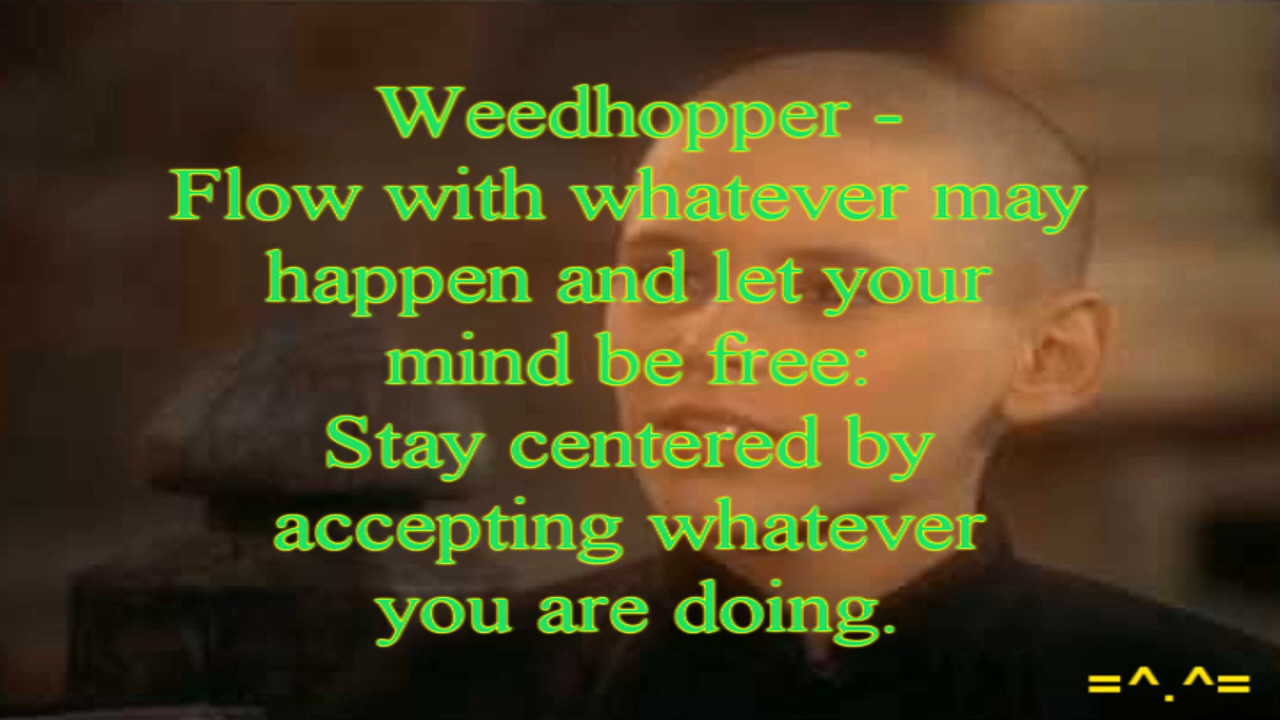 Weedhopper -
Flow with whatever may
happen and let your
mind be free:
Stay centered by
accepting whatever
you are doing.
=^.^=